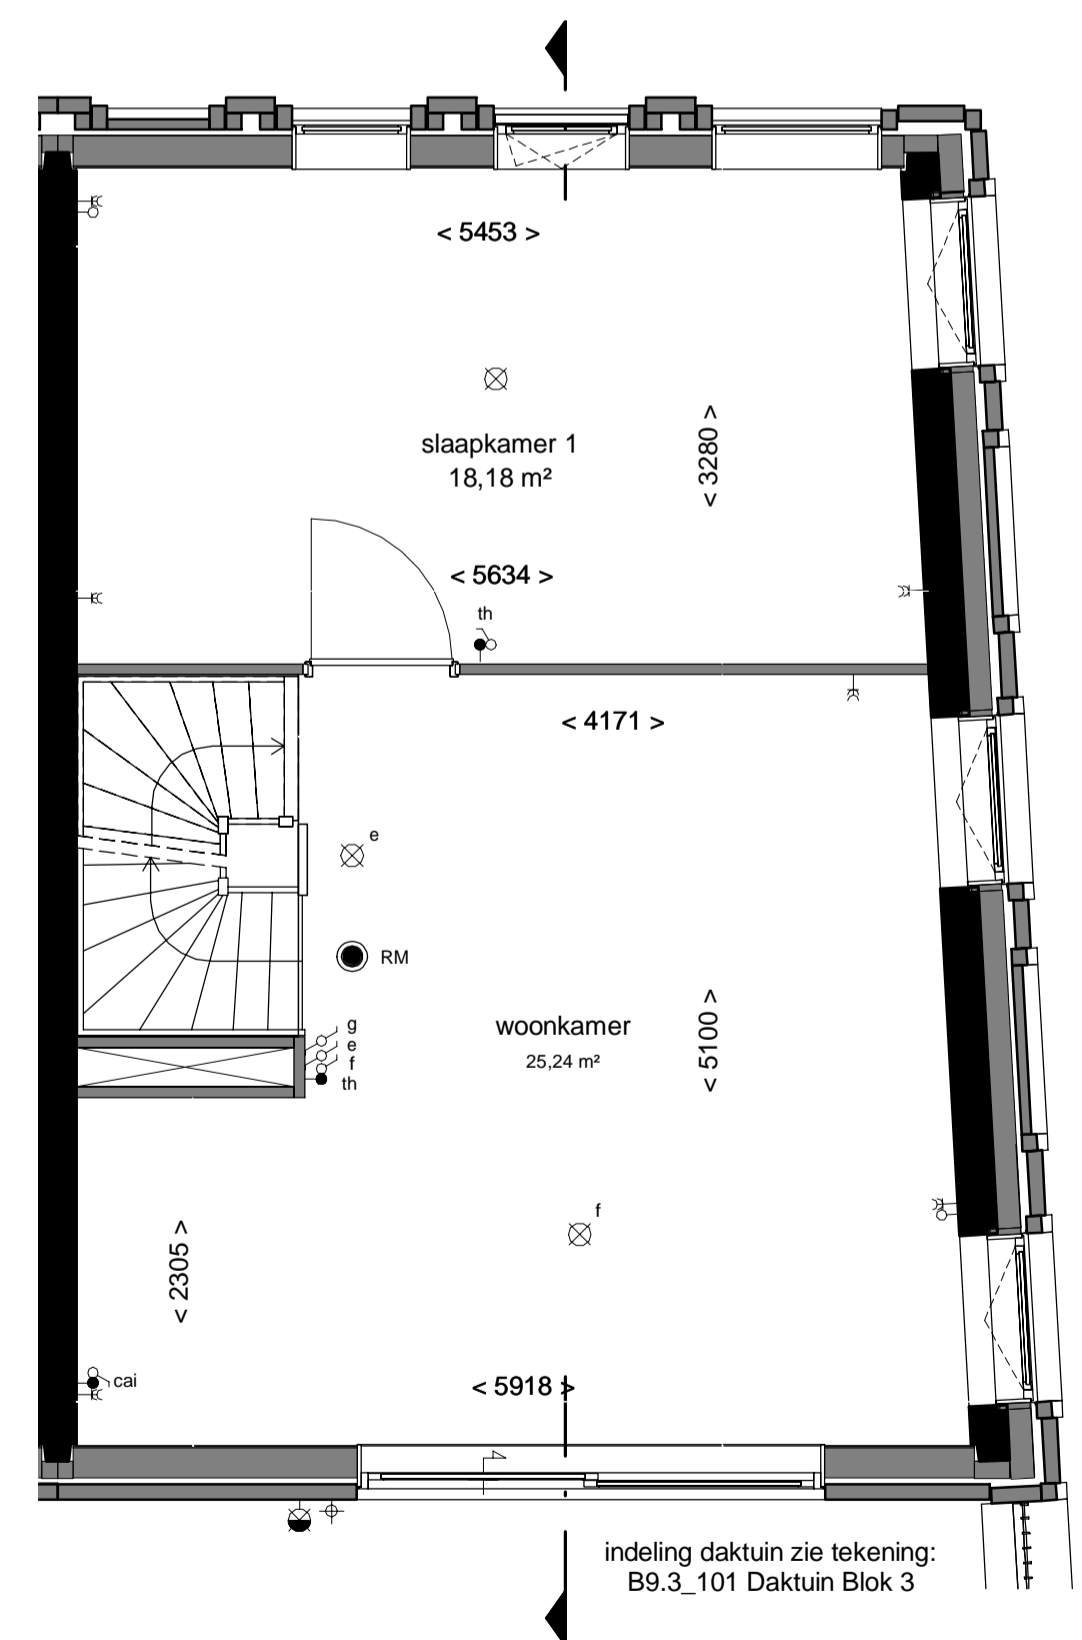 < 5453 >
slaapkamer 1
18,18 m²
< 3280 >
< 5634 >
th
< 4171 >
e
RM
g
e
f
th
woonkamer
25,24 m²
< 5100 >
f
< 2305 >
cai
< 5918 >
indeling daktuin zie tekening:
B9.3_101 Daktuin Blok 3